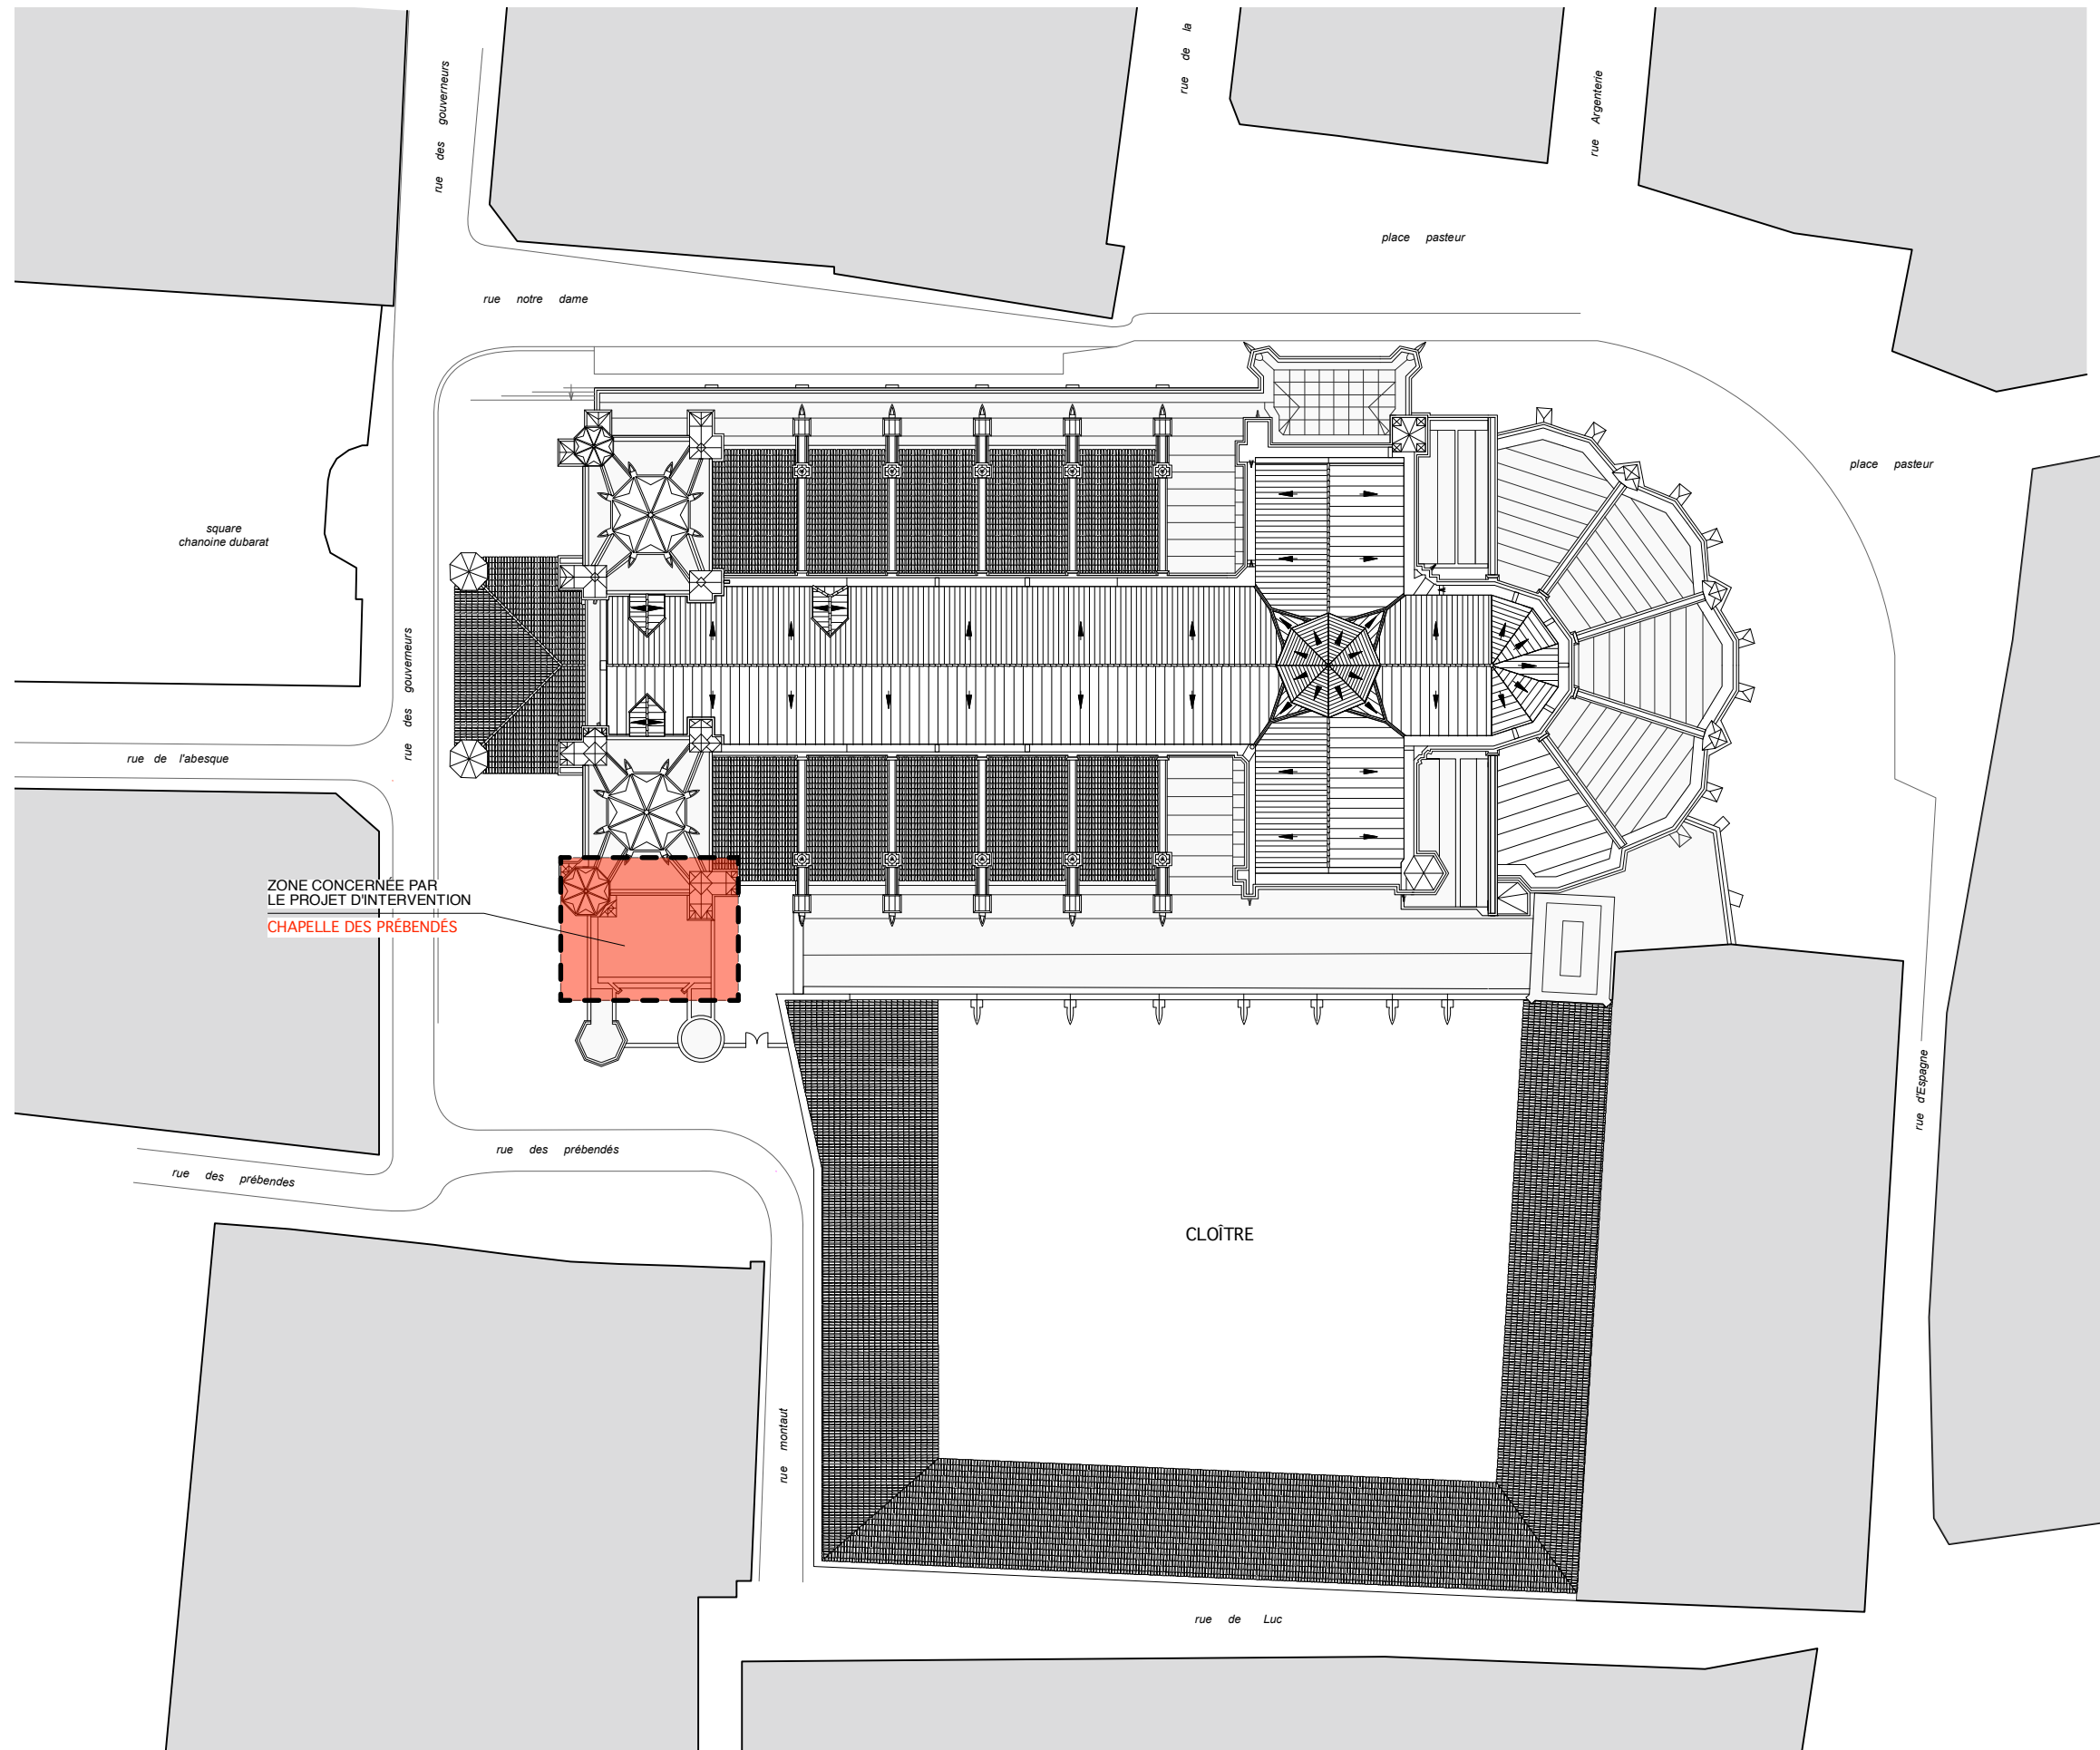 rue des gouverneurs
rue de la
rue Argenterie
place pasteur
rue notre dame
place pasteur
square
chanoine dubarat
rue des gouverneurs
rue de l'abesque
ZONE CONCERNÉE PAR
LE PROJET D'INTERVENTION
CHAPELLE DES PRÉBENDÉS
rue d'Espagne
rue des prébendés
rue des prébendes
CLOÎTRE
rue montaut
rue de Luc